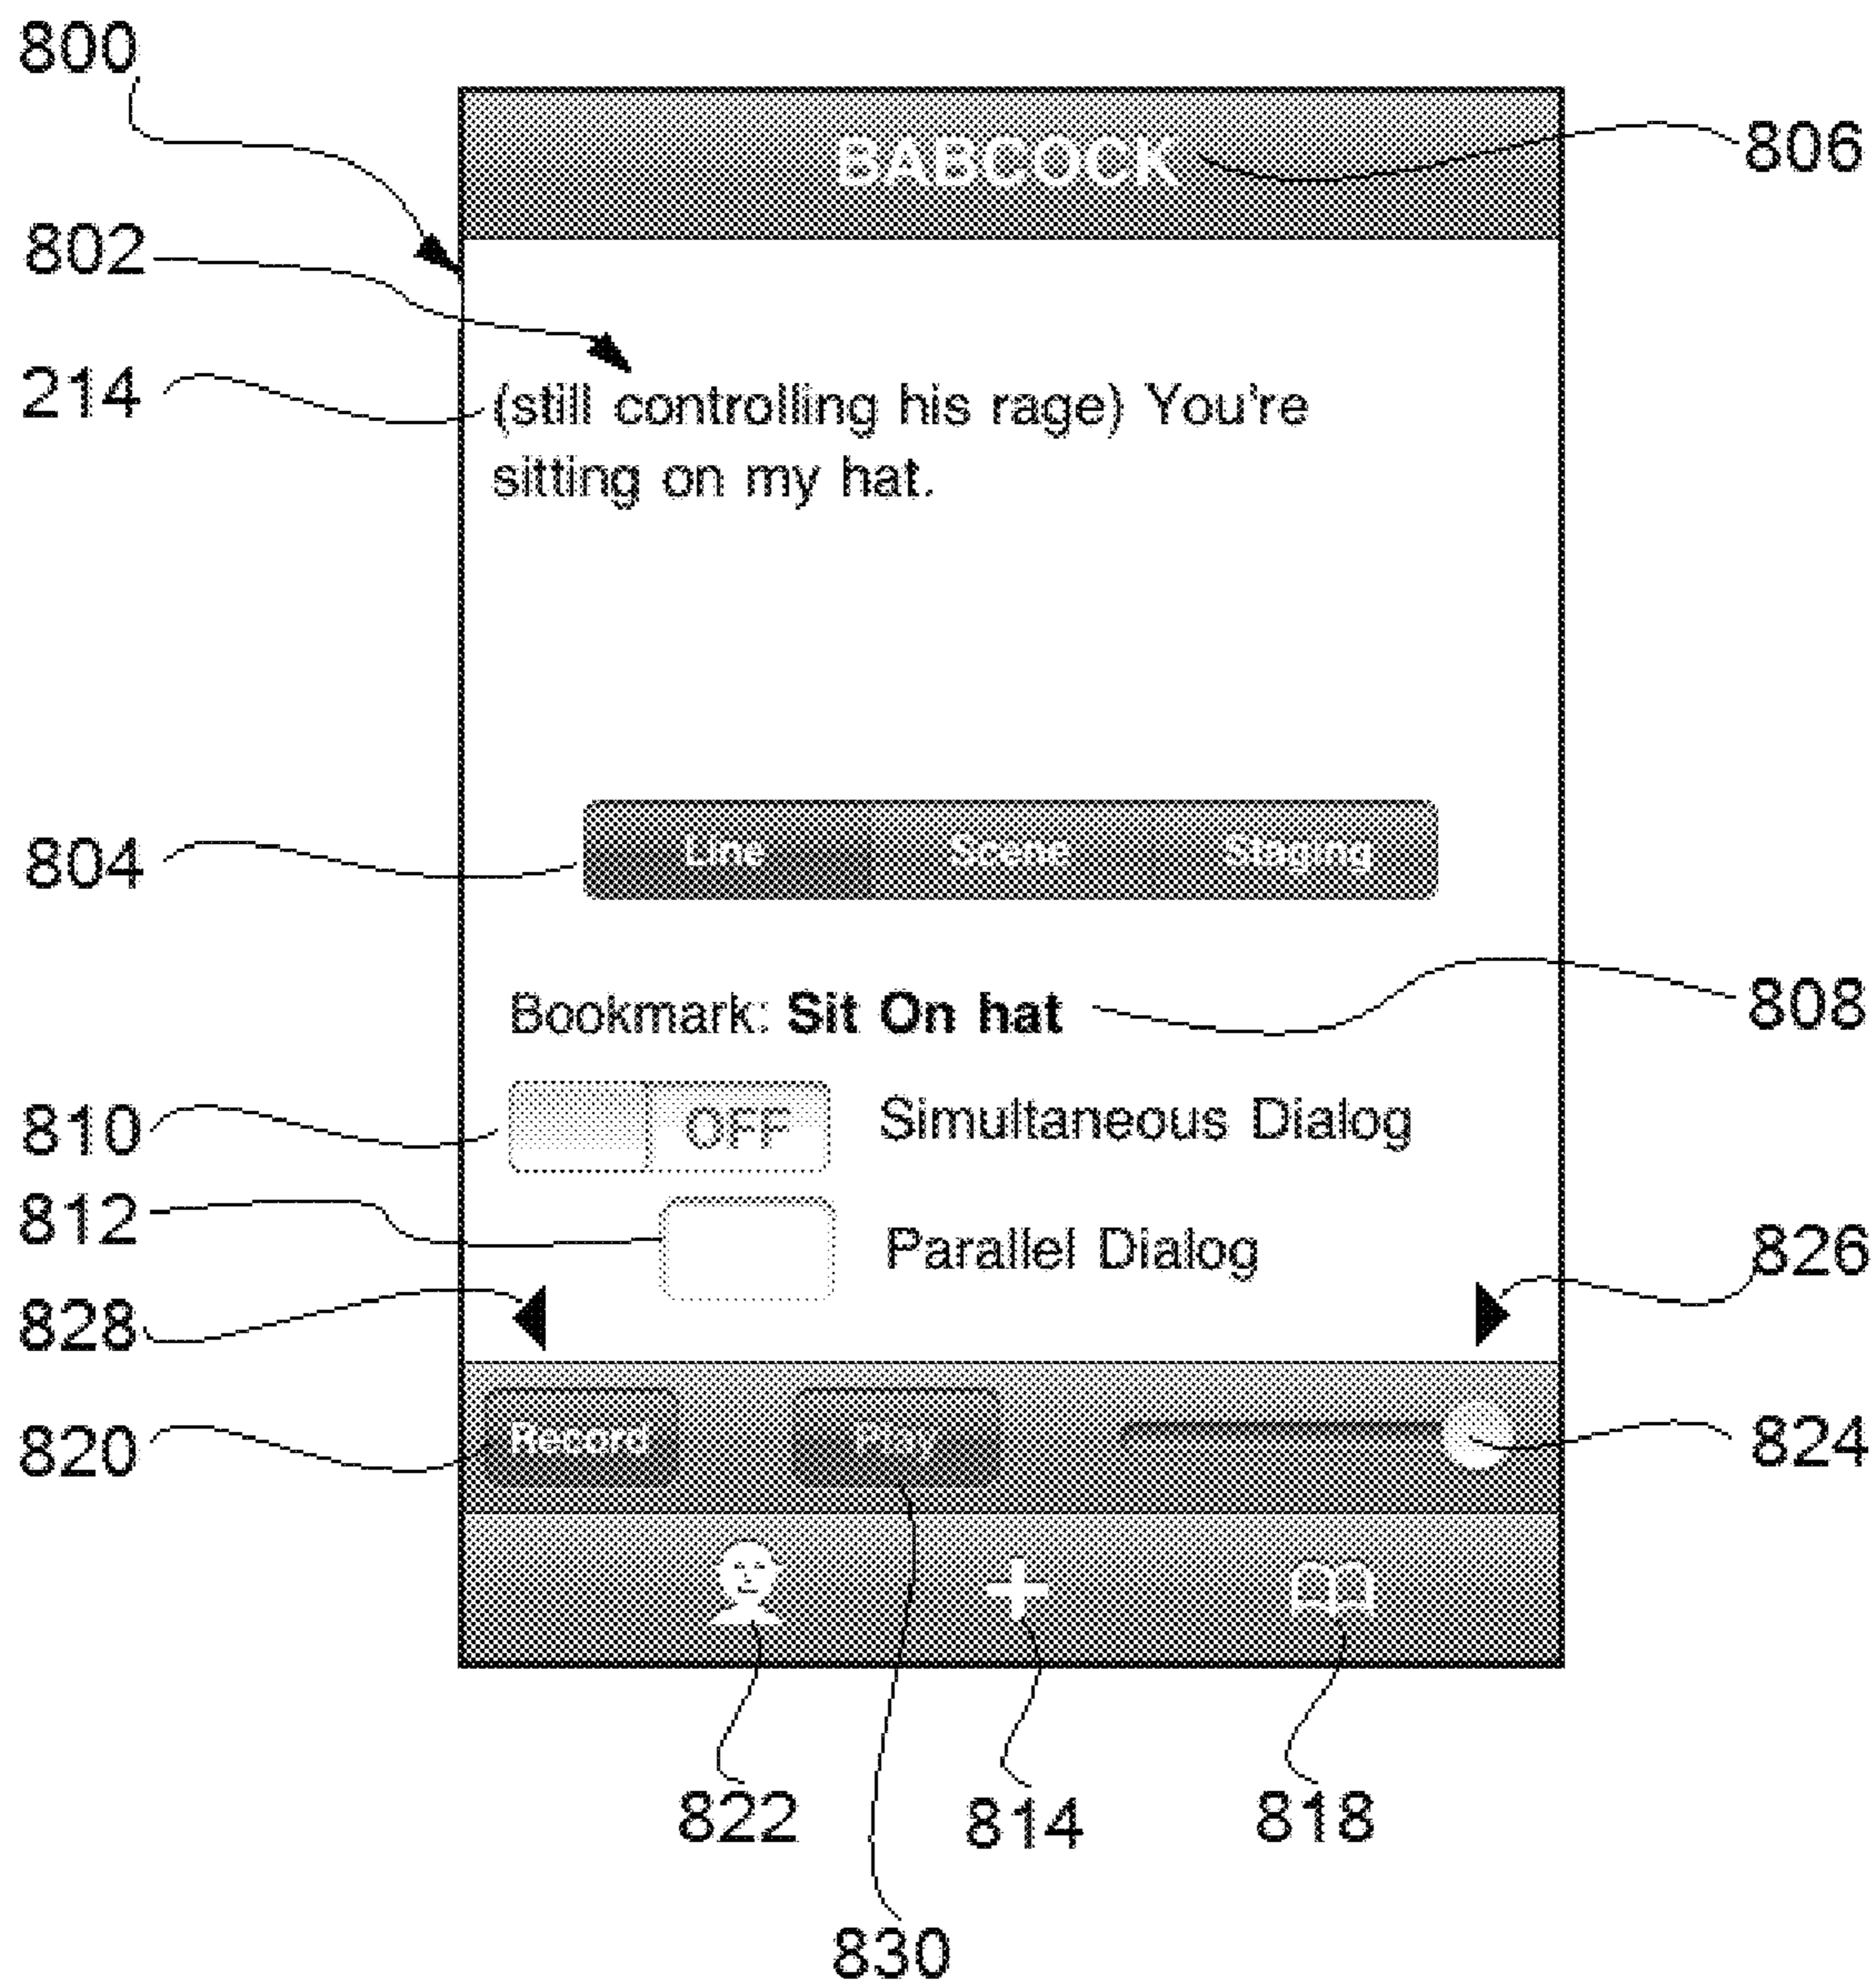 800
BABCOCK
806
802
214
(still controlling his rage) You're
sitting on my hat.
804
Line Scene Staging
Bookmark: Sit On hat
808
810
OFF Simultaneous Dialog
812
Parallel Dialog
826
828
820
Record Play
824
822 814 818
830